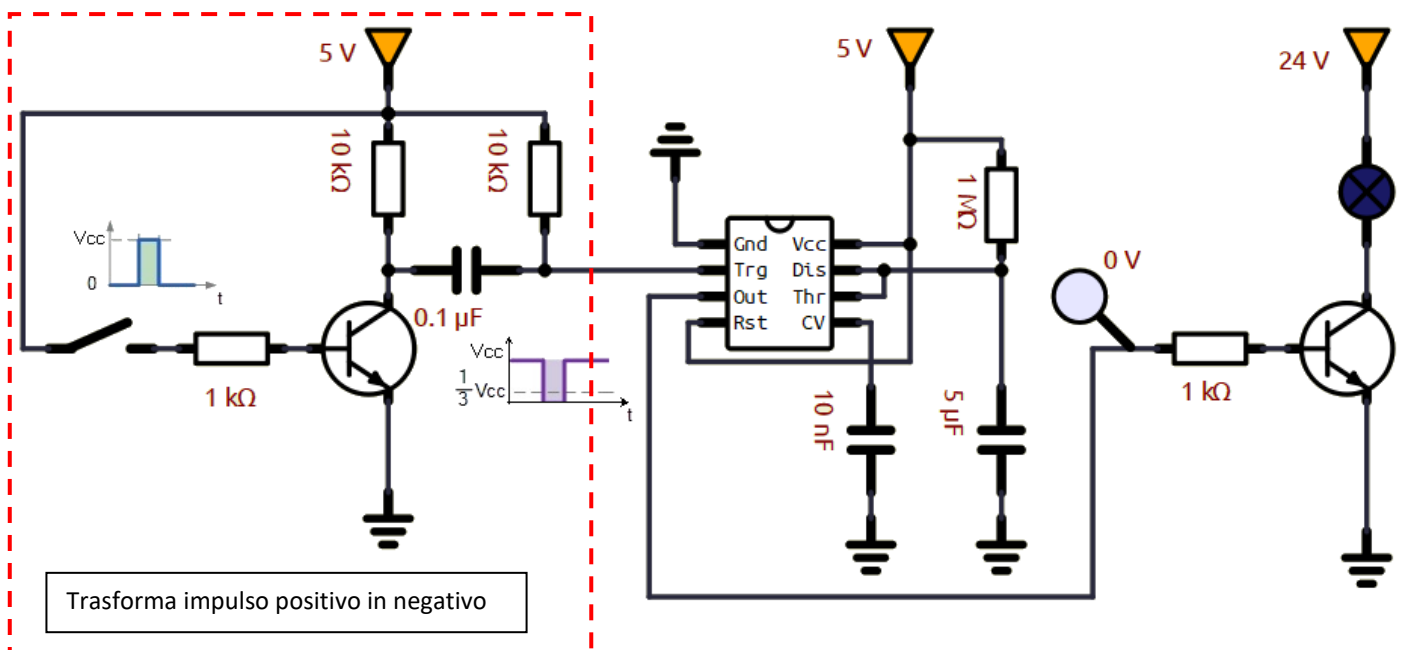 5 V
5 V
24 V
10 kΩ
10 kΩ
1 MΩ
Vcc
0
t
Gnd Vcc
Trg Dis
Out Thr
Rst CV
0 V
0.1 µF
1 kΩ
Vcc
1/3 Vcc
t
10 nF
5 µF
1 kΩ
Trasforma impulso positivo in negativo